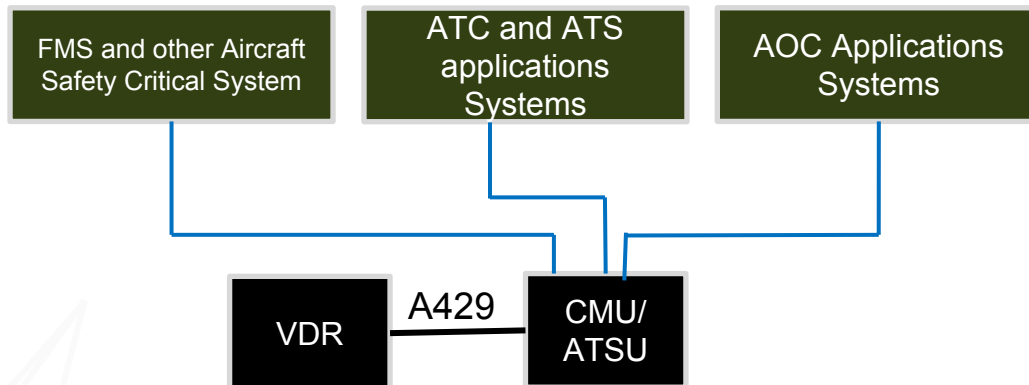 FMS and other Aircraft
Safety Critical System
ATC and ATS
applications
Systems
AOC Applications
Systems
VDR
A429
CMU/
ATSU